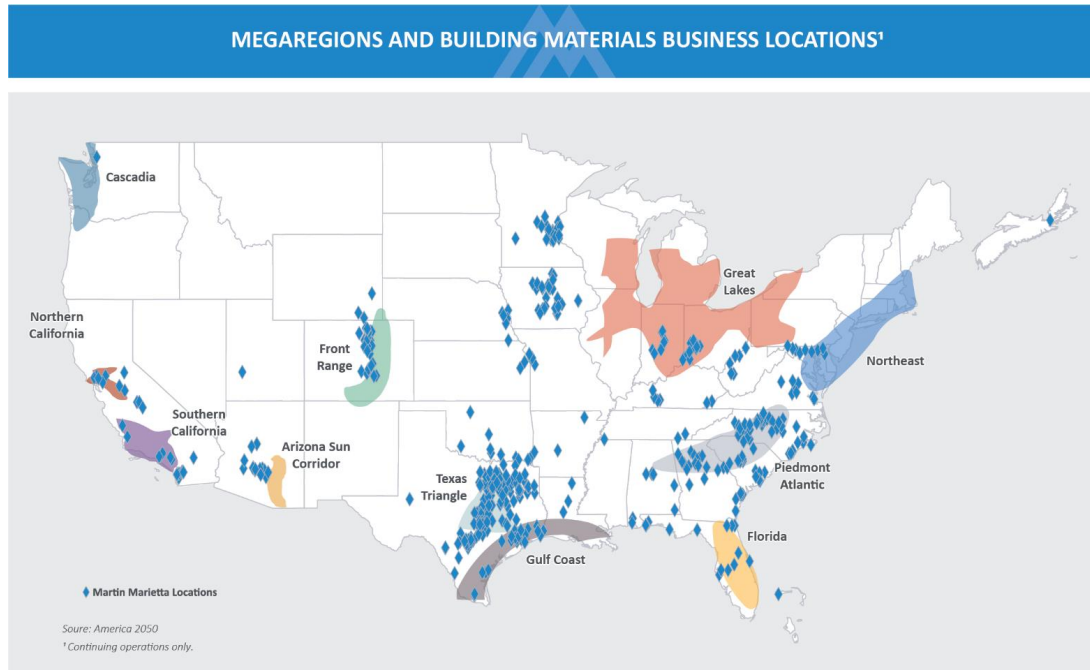 MEGAREGIONS AND BUILDING MATERIALS BUSINESS LOCATIONS¹
Cascadia
Great
Lakes
Northern
California
Front
Range
Northeast
Southern
California
Arizona Sun
Corridor
Texas
Triangle
Piedmont
Atlantic
Florida
Gulf Coast
Martin Marietta Locations
Soure: America 2050
¹Continuing operations only.